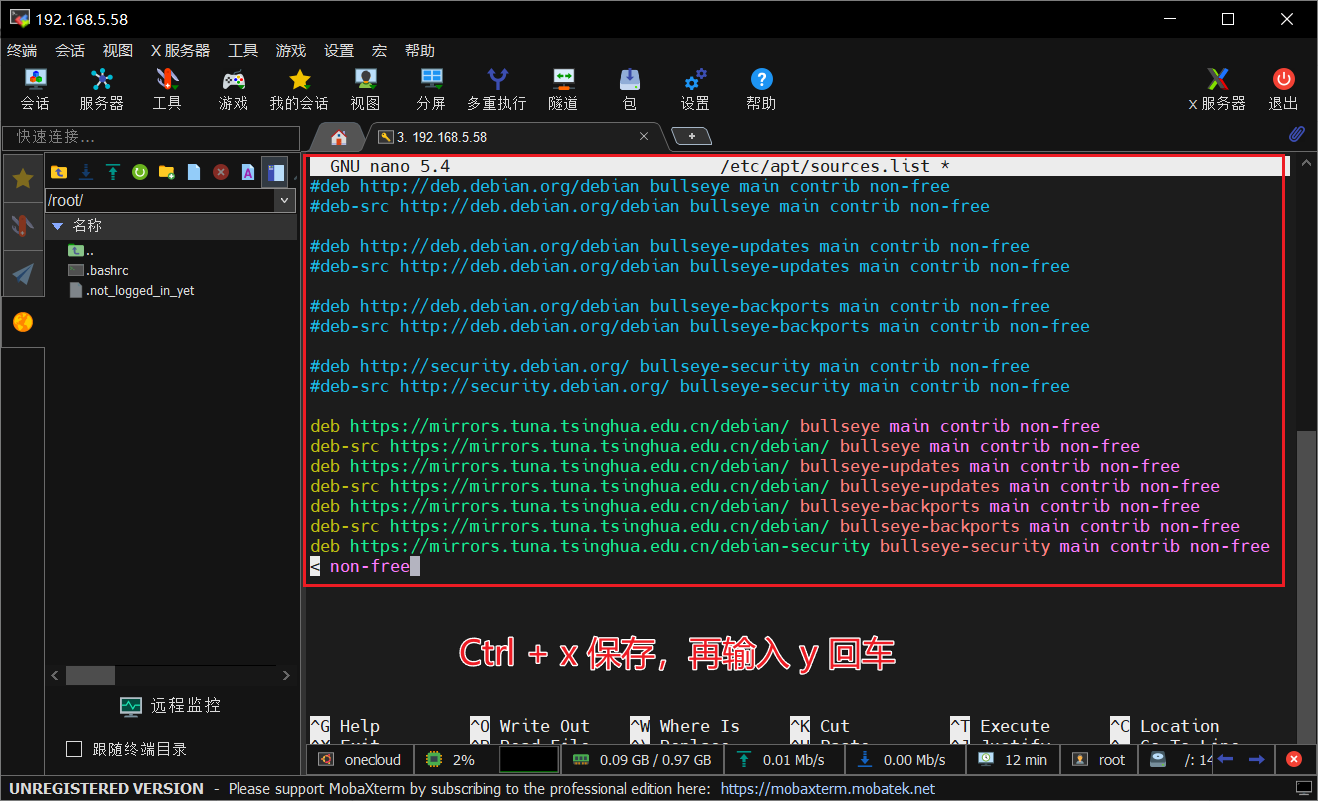 192.168.5.58
终端 会话 视图 X 服务器 工具 游戏 设置 宏 帮助
会话 服务器 工具 游戏 我的会话 视图 分屏 多重执行 隧道 包 设置 帮助 X 服务器 退出
快速连接...
3. 192.168.5.58
/root/
名称
..
.bashrc
.not_logged_in_yet
远程监控
跟随终端目录
GNU nano 5.4 /etc/apt/sources.list *
#deb http://deb.debian.org/debian bullseye main contrib non-free
#deb-src http://deb.debian.org/debian bullseye main contrib non-free
#deb http://deb.debian.org/debian bullseye-updates main contrib non-free
#deb-src http://deb.debian.org/debian bullseye-updates main contrib non-free
#deb http://deb.debian.org/debian bullseye-backports main contrib non-free
#deb-src http://deb.debian.org/debian bullseye-backports main contrib non-free
#deb http://security.debian.org/ bullseye-security main contrib non-free
#deb-src http://security.debian.org/ bullseye-security main contrib non-free
deb https://mirrors.tuna.tsinghua.edu.cn/debian/ bullseye main contrib non-free
deb-src https://mirrors.tuna.tsinghua.edu.cn/debian/ bullseye main contrib non-free
deb https://mirrors.tuna.tsinghua.edu.cn/debian/ bullseye-updates main contrib non-free
deb-src https://mirrors.tuna.tsinghua.edu.cn/debian/ bullseye-updates main contrib non-free
deb https://mirrors.tuna.tsinghua.edu.cn/debian/ bullseye-backports main contrib non-free
deb-src https://mirrors.tuna.tsinghua.edu.cn/debian/ bullseye-backports main contrib non-free
deb https://mirrors.tuna.tsinghua.edu.cn/debian-security bullseye-security main contrib non-free
< non-free
Ctrl + x 保存，再输入 y 回车
^G Help ^O Write Out ^W Where Is ^K Cut ^T Execute ^C Location
onecloud 2% 0.09 GB / 0.97 GB 0.01 Mb/s 0.00 Mb/s 12 min root /: 14
UNREGISTERED VERSION - Please support MobaXterm by subscribing to the professional edition here: https://mobaxterm.mobatek.net